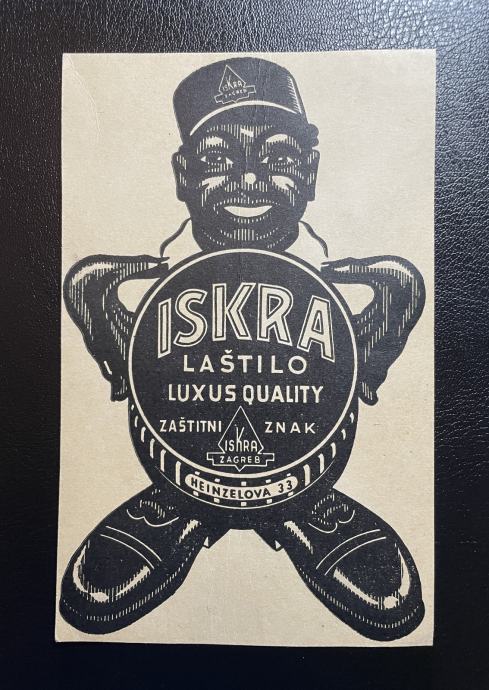 ISKRA
ZAGREB
ISKRA
LAŠTILO
LUXUS QUALITY
ZAŠTITNI ZNAK
ISKRA
ZAGREB
HEINZELOVA 33